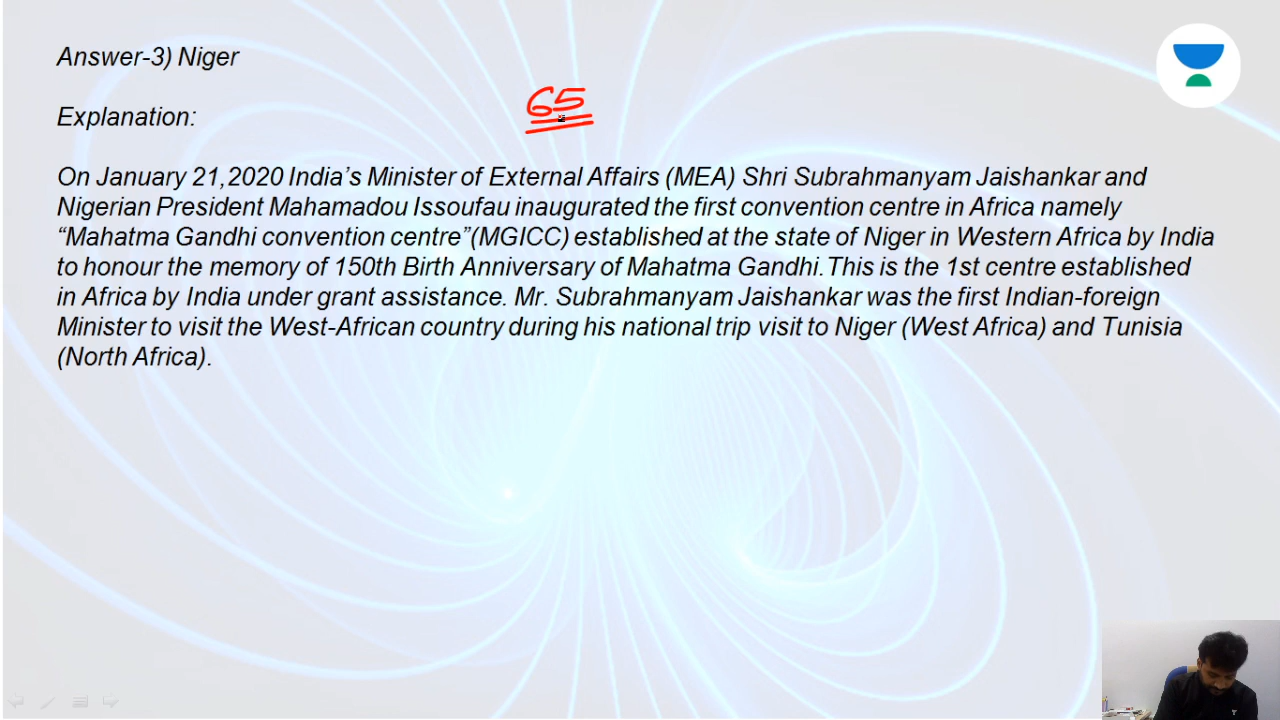 Answer-3) Niger
65
Explanation:
On January 21,2020 India’s Minister of External Affairs (MEA) Shri Subrahmanyam Jaishankar and
Nigerian President Mahamadou Issoufau inaugurated the first convention centre in Africa namely
“Mahatma Gandhi convention centre”(MGICC) established at the state of Niger in Western Africa by India
to honour the memory of 150th Birth Anniversary of Mahatma Gandhi.This is the 1st centre established
in Africa by India under grant assistance. Mr. Subrahmanyam Jaishankar was the first Indian-foreign
Minister to visit the West-African country during his national trip visit to Niger (West Africa) and Tunisia
(North Africa).